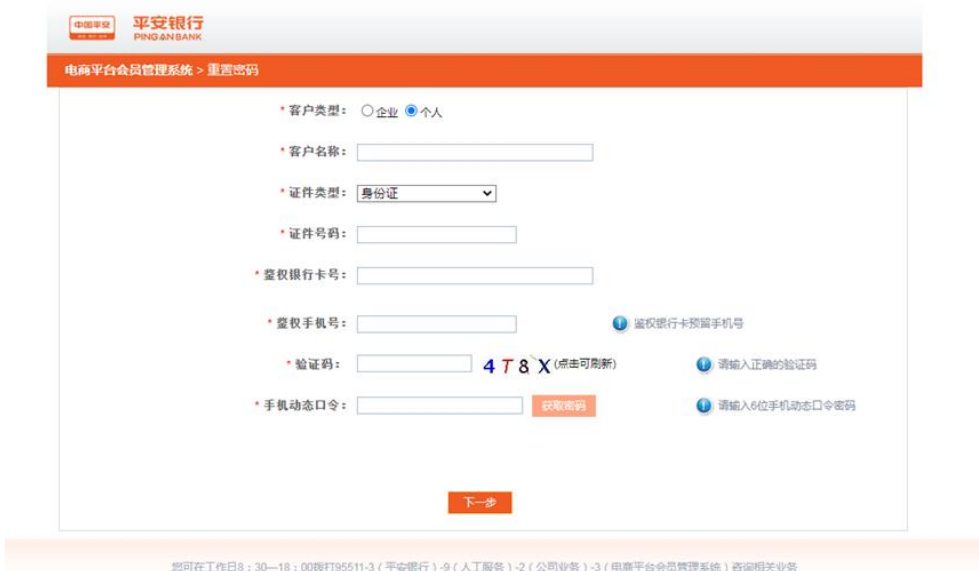 中国平安 平安银行
PING AN BANK
电商平台会员管理系统 > 重置密码
* 客户类型： 企业 个人
* 客户名称：
* 证件类型： 身份证
* 证件号码：
* 鉴权银行卡号：
* 鉴权手机号： 鉴权银行卡预留手机号
* 验证码： 4T8X (点击可刷新) 请输入正确的验证码
* 手机动态口令： 获取密码 请输入6位手机动态口令密码
下一步
您可在工作日8：30—18：00拨打95511-3（平安银行）-9（人工服务）-2（公司业务）-3（电商平台会员管理系统）咨询相关业务